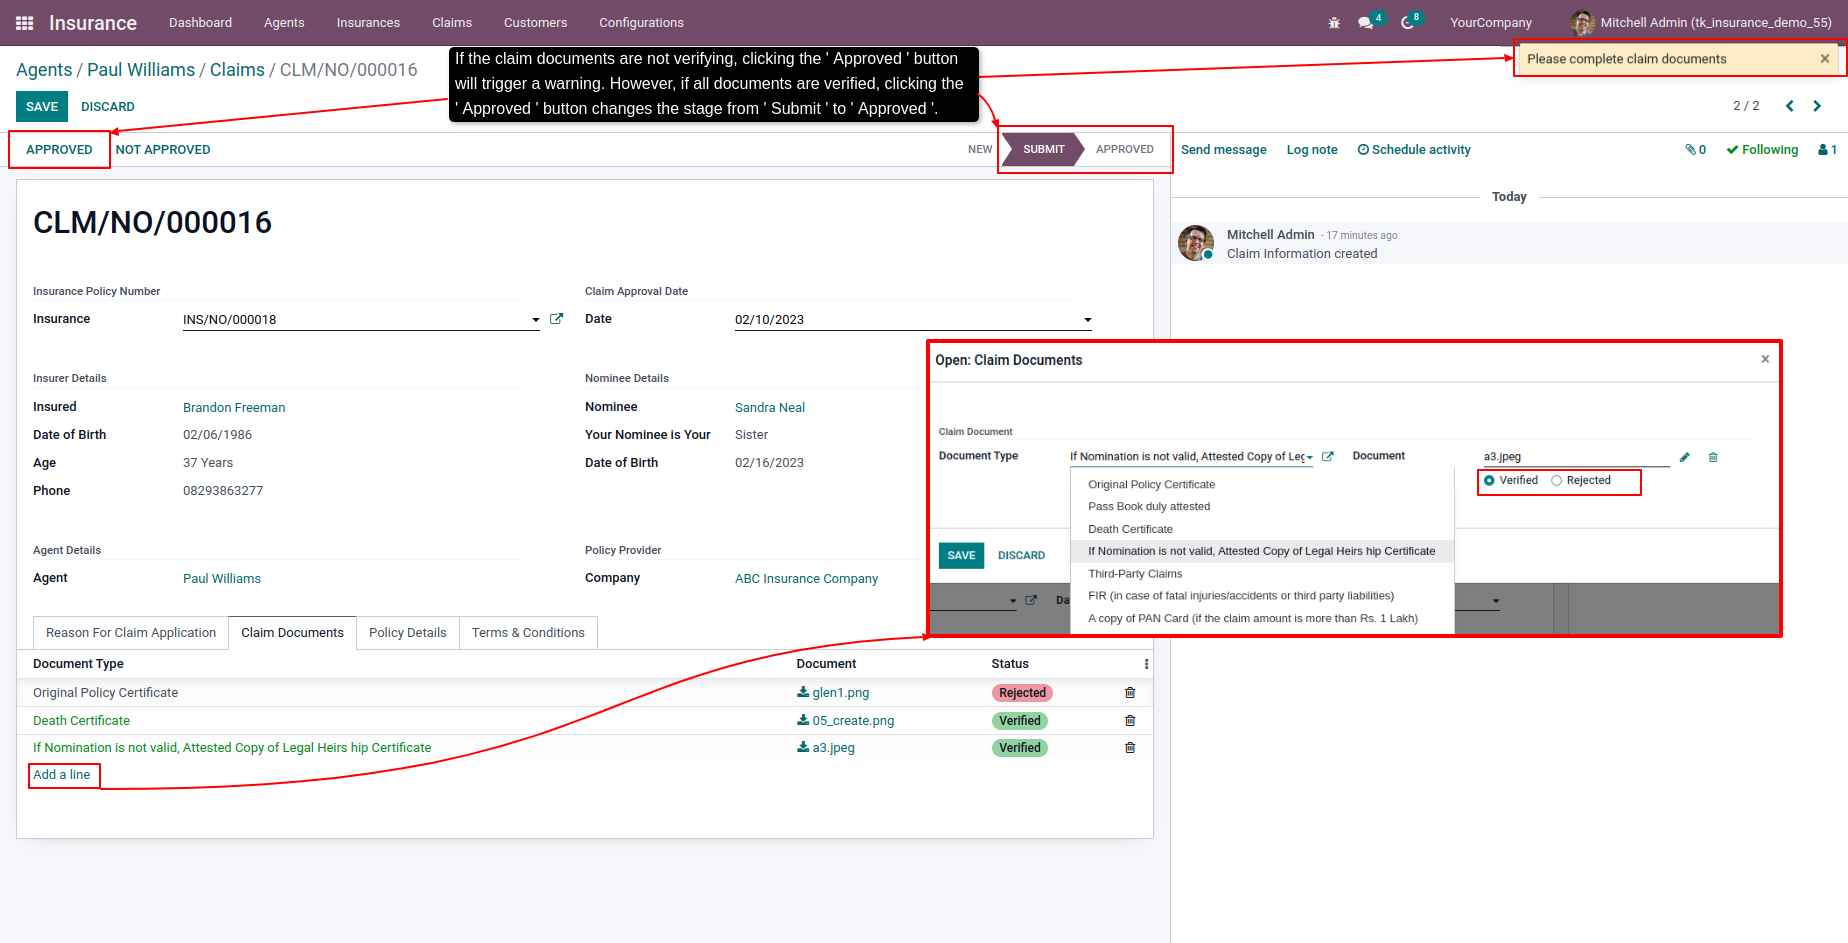 Insurance Dashboard Agents Insurances Claims Customers Configurations 4 8 YourCompany Mitchell Admin (tk_insurance_demo_55)
Agents / Paul Williams / Claims / CLM/NO/000016
If the claim documents are not verifying, clicking the ' Approved ' button
will trigger a warning. However, if all documents are verified, clicking the
' Approved ' button changes the stage from ' Submit ' to ' Approved '.
Please complete claim documents ×
SAVE DISCARD
2 / 2
APPROVED NOT APPROVED NEW SUBMIT APPROVED
Send message Log note Schedule activity 0 Following 1
Today
Mitchell Admin - 17 minutes ago
Claim Information created
CLM/NO/000016
Insurance Policy Number
Insurance INS/NO/000018
Claim Approval Date
Date 02/10/2023
Insurer Details
Insured Brandon Freeman
Date of Birth 02/06/1986
Age 37 Years
Phone 08293863277
Nominee Details
Nominee Sandra Neal
Your Nominee is Your Sister
Date of Birth 02/16/2023
Agent Details
Agent Paul Williams
Policy Provider
Company ABC Insurance Company
Open: Claim Documents ×
Claim Document
Document Type If Nomination is not valid, Attested Copy of Leg Document a3.jpeg
Verified Rejected
Original Policy Certificate
Pass Book duly attested
Death Certificate
If Nomination is not valid, Attested Copy of Legal Heirs hip Certificate
Third-Party Claims
FIR (in case of fatal injuries/accidents or third party liabilities)
A copy of PAN Card (if the claim amount is more than Rs. 1 Lakh)
SAVE DISCARD
Da
Reason For Claim Application Claim Documents Policy Details Terms & Conditions
Document Type Document Status
Original Policy Certificate glen1.png Rejected
Death Certificate 05_create.png Verified
If Nomination is not valid, Attested Copy of Legal Heirs hip Certificate a3.jpeg Verified
Add a line